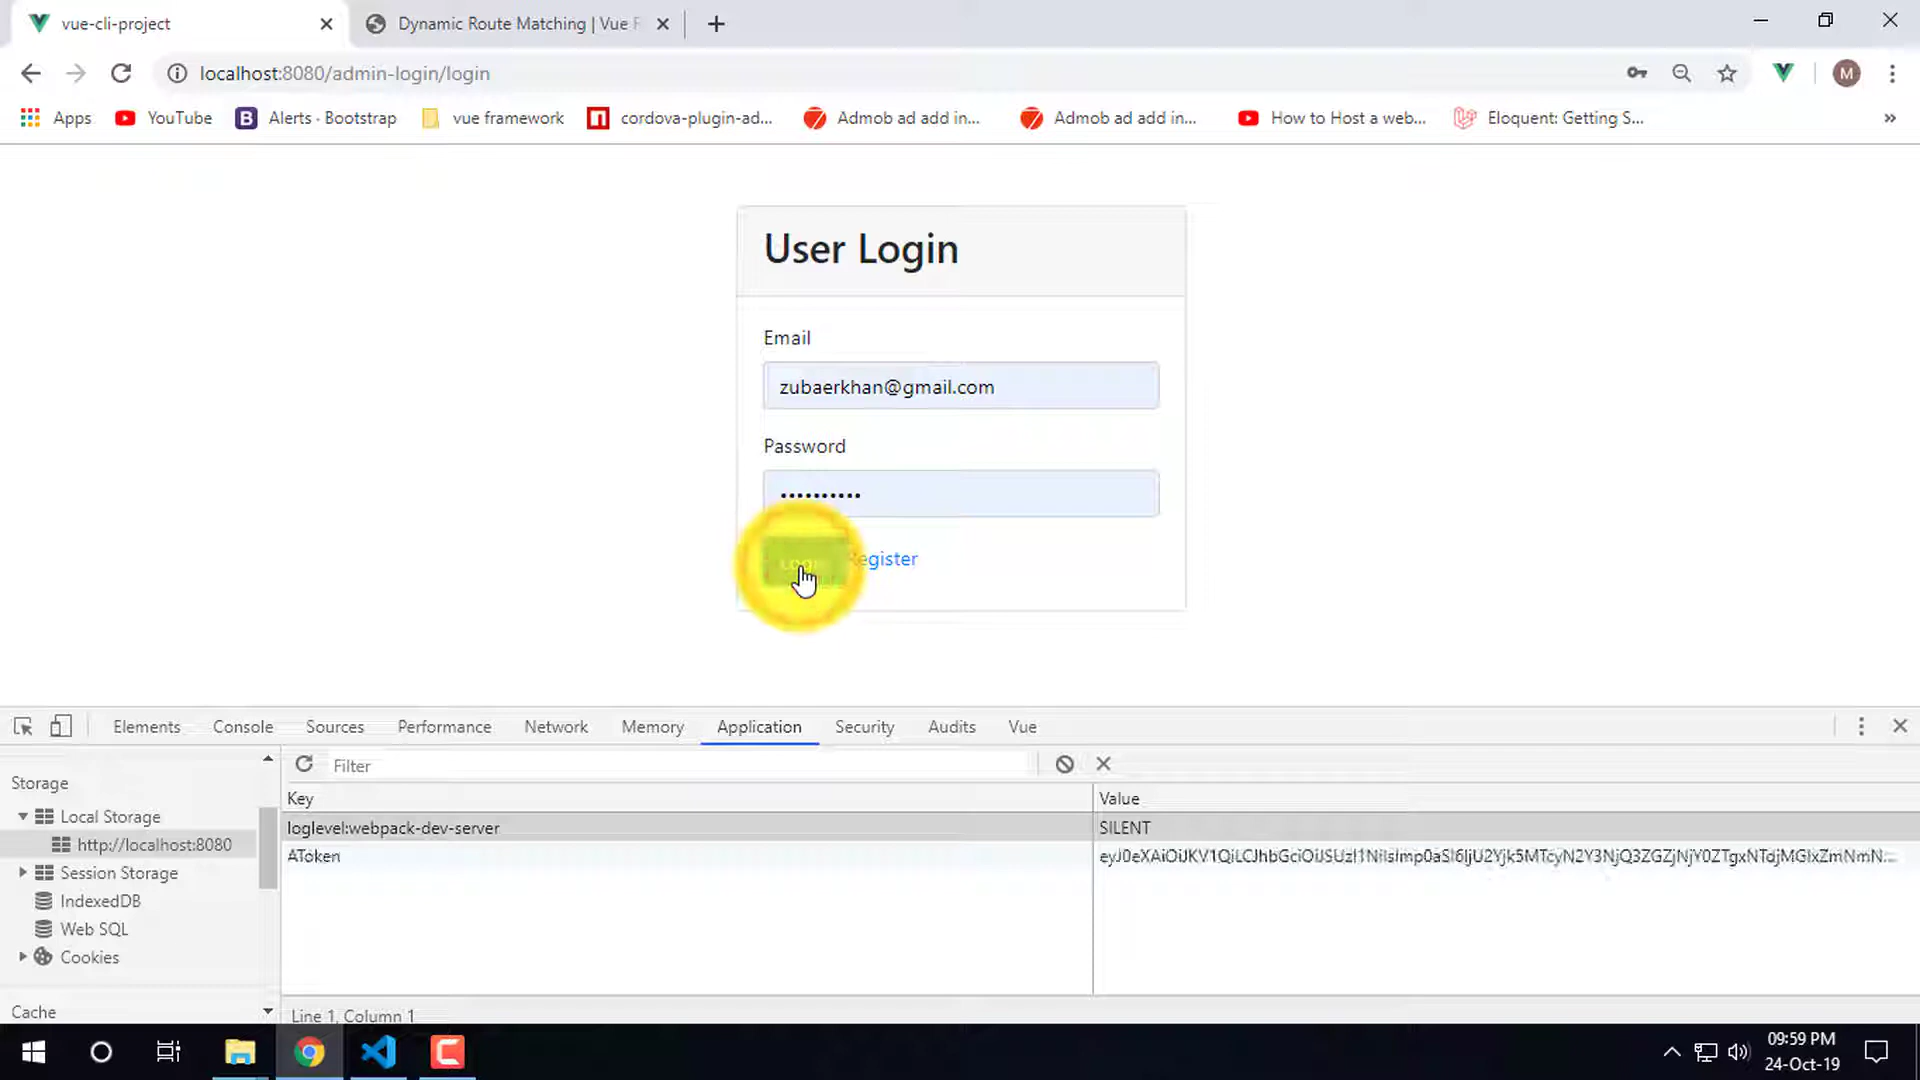 vue-cli-project
Dynamic Route Matching | Vue
localhost:8080/admin-login/login
M
Apps
YouTube
B
Alerts · Bootstrap
vue framework
cordova-plugin-ad...
Admob ad add in...
Admob ad add in...
How to Host a web...
Eloquent: Getting S...
»
User Login
Email
zubaerkhan@gmail.com
Password
••••••••••
Login
Register
Elements
Console
Sources
Performance
Network
Memory
Application
Security
Audits
Vue
Filter
Storage
Local Storage
http://localhost:8080
Session Storage
IndexedDB
Web SQL
Cookies
Cache
Key
Value
loglevel:webpack-dev-server
SILENT
AToken
Line 1, Column 1
09:59 PM
24-Oct-19